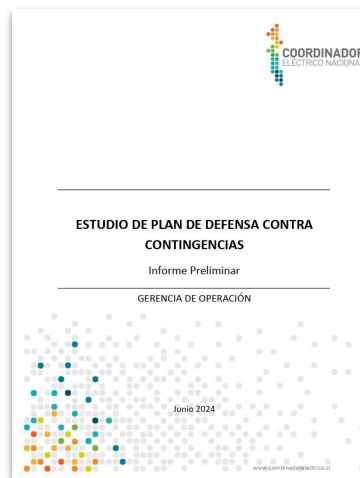 COORDINADOR
ELÉCTRICO NACIONAL
ESTUDIO DE PLAN DE DEFENSA CONTRA
CONTINGENCIAS
Informe Preliminar
GERENCIA DE OPERACIÓN
Junio 2024
www.coordinadorelectrico.cl